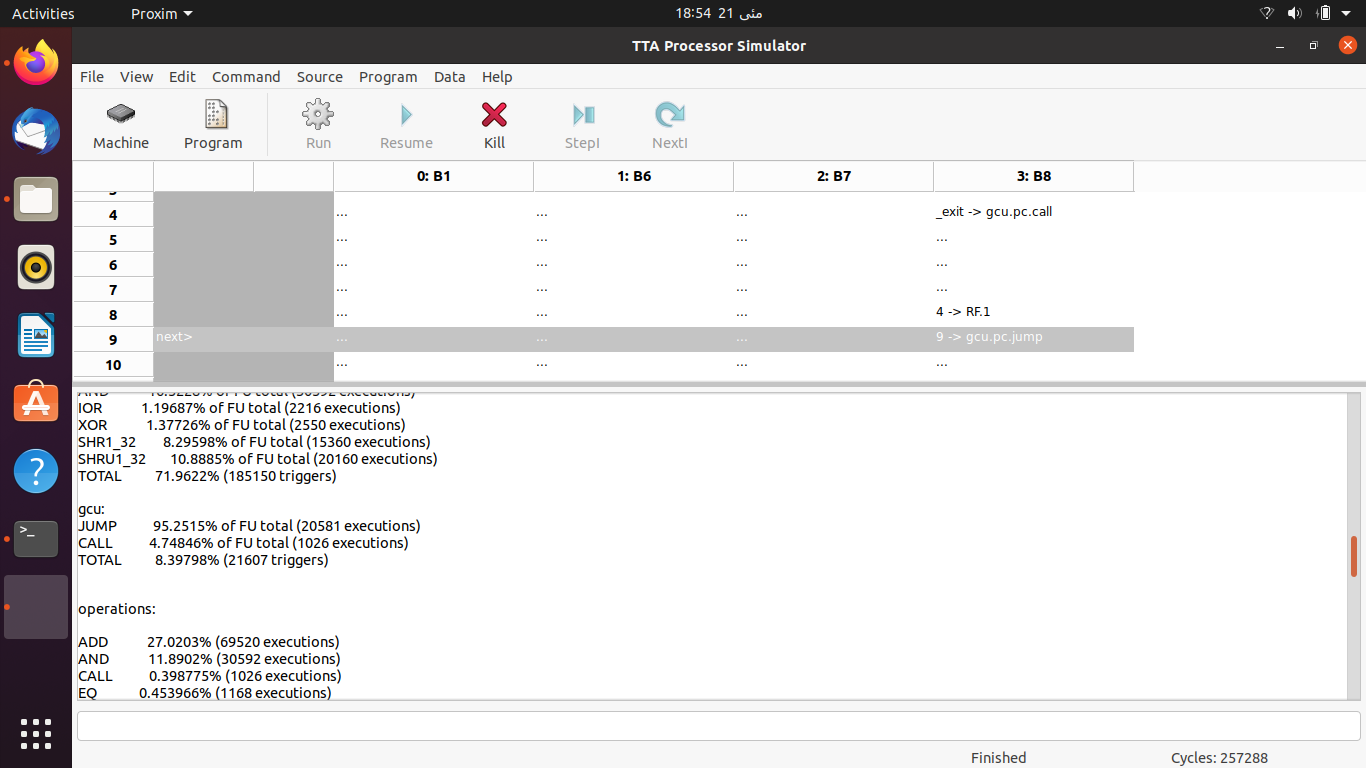 Activities Proxim 18:54 21 مئی
TTA Processor Simulator
File View Edit Command Source Program Data Help
Machine Program Run Resume Kill StepI NextI
0: B1 1: B6 2: B7 3: B8
4 ... ... ... _exit -> gcu.pc.call
5 ... ... ... ...
6 ... ... ... ...
7 ... ... ... ...
8 ... ... ... 4 -> RF.1
9 next> ... ... ... 9 -> gcu.pc.jump
10 ... ... ... ...
IOR 1.19687% of FU total (2216 executions)
XOR 1.37726% of FU total (2550 executions)
SHR1_32 8.29598% of FU total (15360 executions)
SHRU1_32 10.8885% of FU total (20160 executions)
TOTAL 71.9622% (185150 triggers)
gcu:
JUMP 95.2515% of FU total (20581 executions)
CALL 4.74846% of FU total (1026 executions)
TOTAL 8.39798% (21607 triggers)
operations:
ADD 27.0203% (69520 executions)
AND 11.8902% (30592 executions)
CALL 0.398775% (1026 executions)
EQ 0.453966% (1168 executions)
Finished Cycles: 257288